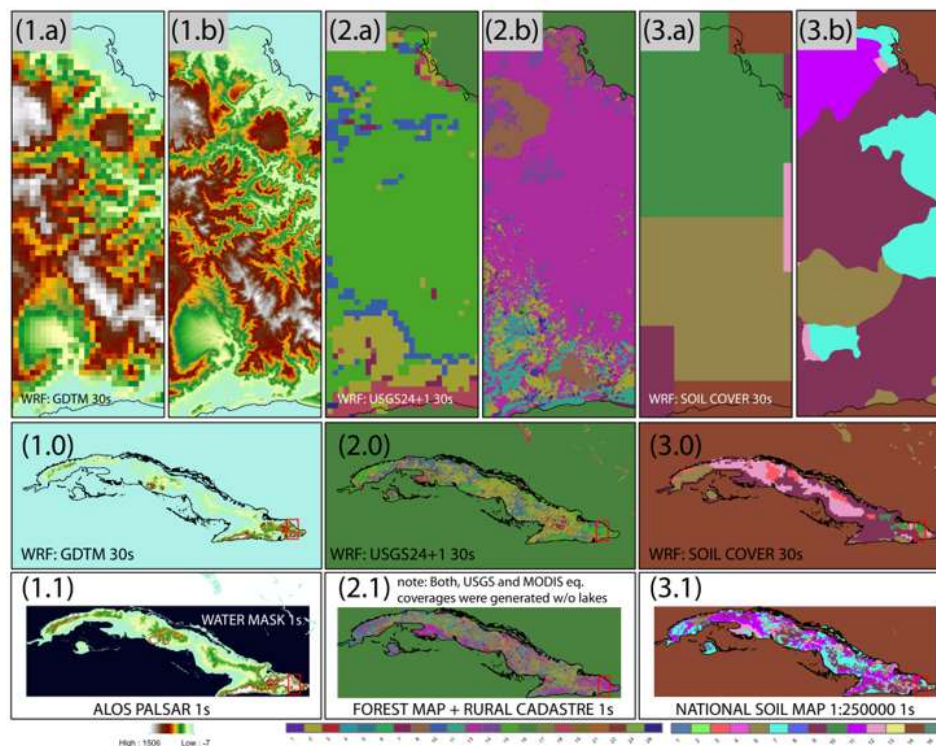 (1.a)
(1.b)
(2.a)
(2.b)
(3.a)
(3.b)
WRF: GDTM 30s
WRF: USGS24+1 30s
WRF: SOIL COVER 30s
(1.0)
(2.0)
(3.0)
WRF: GDTM 30s
WRF: USGS24+1 30s
WRF: SOIL COVER 30s
(1.1)
WATER MASK 1s
(2.1)
note: Both, USGS and MODIS eq.
coverages were generated w/o lakes
(3.1)
ALOS PALSAR 1s
FOREST MAP + RURAL CADASTRE 1s
NATIONAL SOIL MAP 1:250000 1s
High : 1506
Low : -7